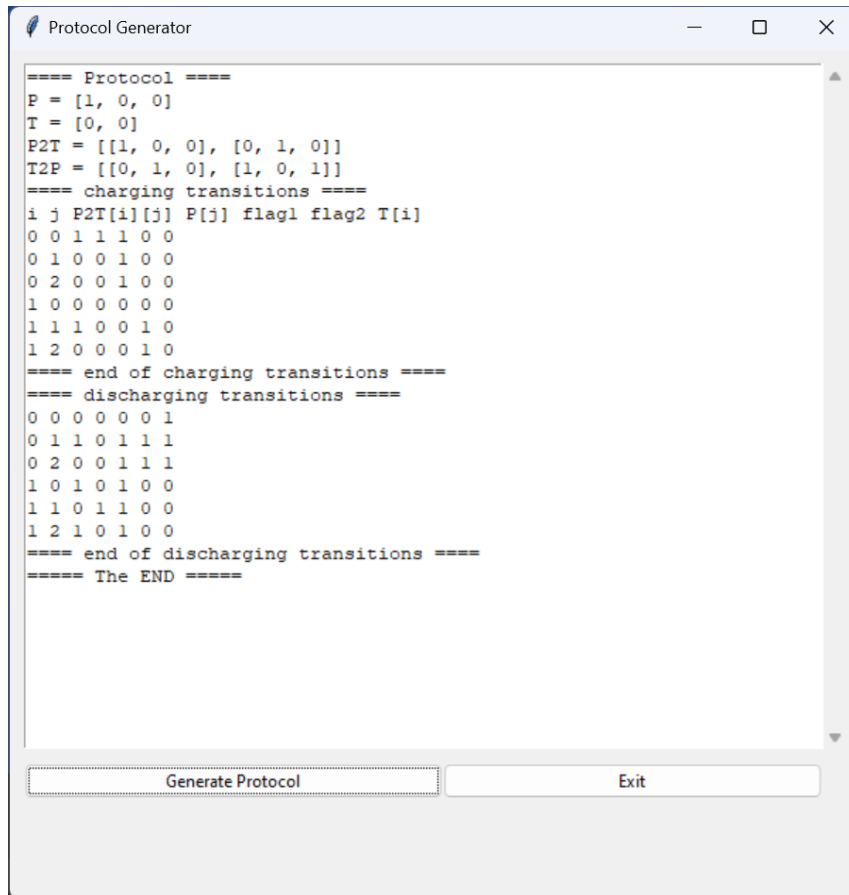 Protocol Generator
==== Protocol ====
P = [1, 0, 0]
T = [0, 0]
P2T = [[1, 0, 0], [0, 1, 0]]
T2P = [[0, 1, 0], [1, 0, 1]]
==== charging transitions ====
i j P2T[i][j] P[j] flag1 flag2 T[i]
0 0 1 1 1 0 0
0 1 0 0 1 0 0
0 2 0 0 1 0 0
1 0 0 0 0 0 0
1 1 1 0 0 1 0
1 2 0 0 0 1 0
==== end of charging transitions ====
==== discharging transitions ====
0 0 0 0 0 0 1
0 1 1 0 1 1 1
0 2 0 0 1 1 1
1 0 1 0 1 0 0
1 1 0 1 1 0 0
1 2 1 0 1 0 0
==== end of discharging transitions ====
===== The END =====
Generate Protocol
Exit